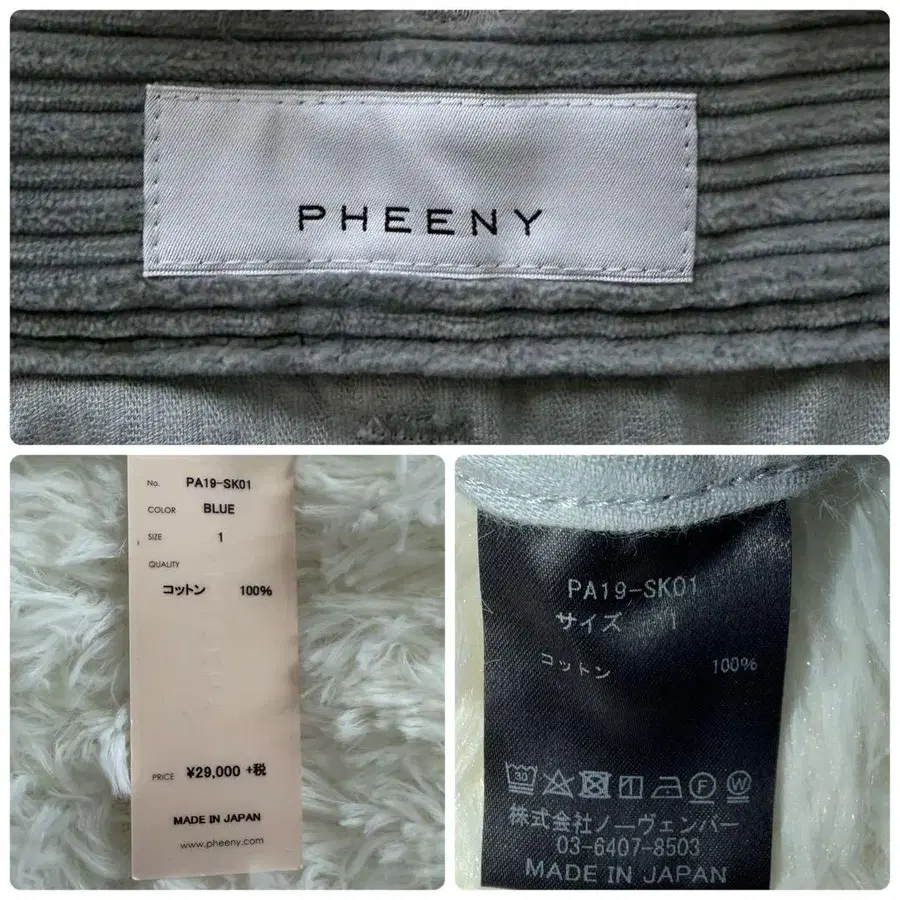 PHEENY
No. PA19-SK01
COLOR BLUE
SIZE 1
QUALITY
コットン 100%
PRICE ¥29,000 +税
MADE IN JAPAN
www.pheeny.com
PA19-SK01
サイズ 1
コットン 100%
30 F W
株式会社ノーヴェンバー
03-6407-8503
MADE IN JAPAN